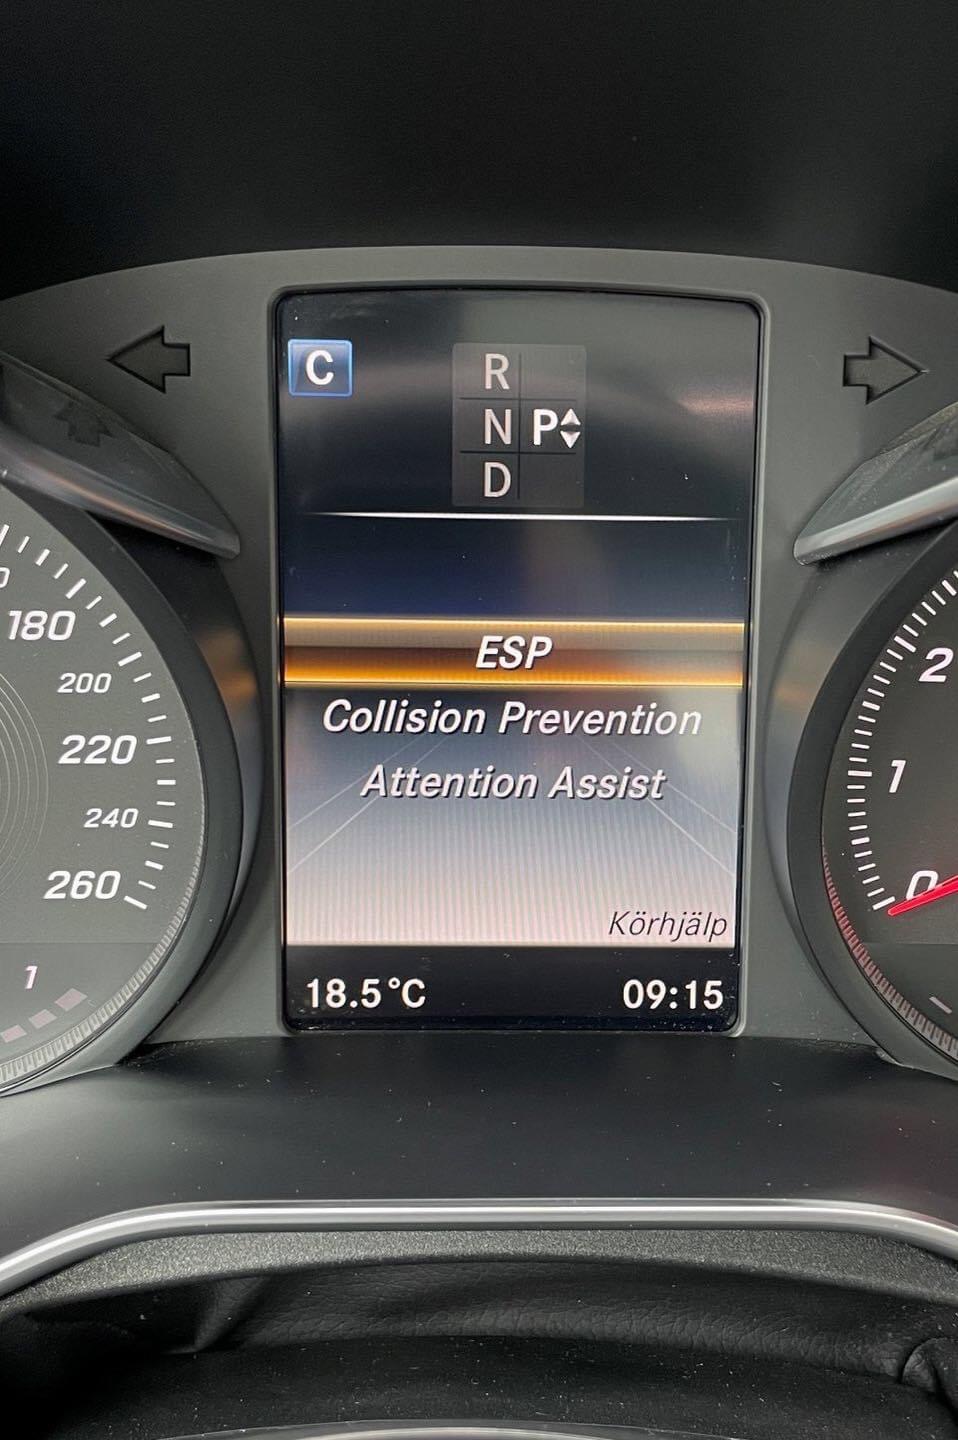 C
R
N P
D
ESP
Collision Prevention
Attention Assist
Körhjälp
18.5°C 09:15
180
200
220
240
260
1
2
1
0